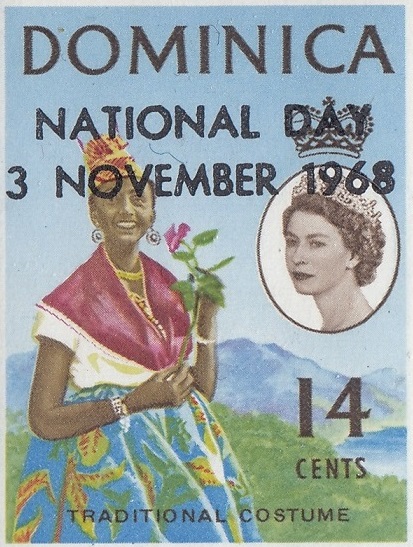 DOMINICA
NATIONAL DAY
3 NOVEMBER 1968
14
CENTS
TRADITIONAL COSTUME